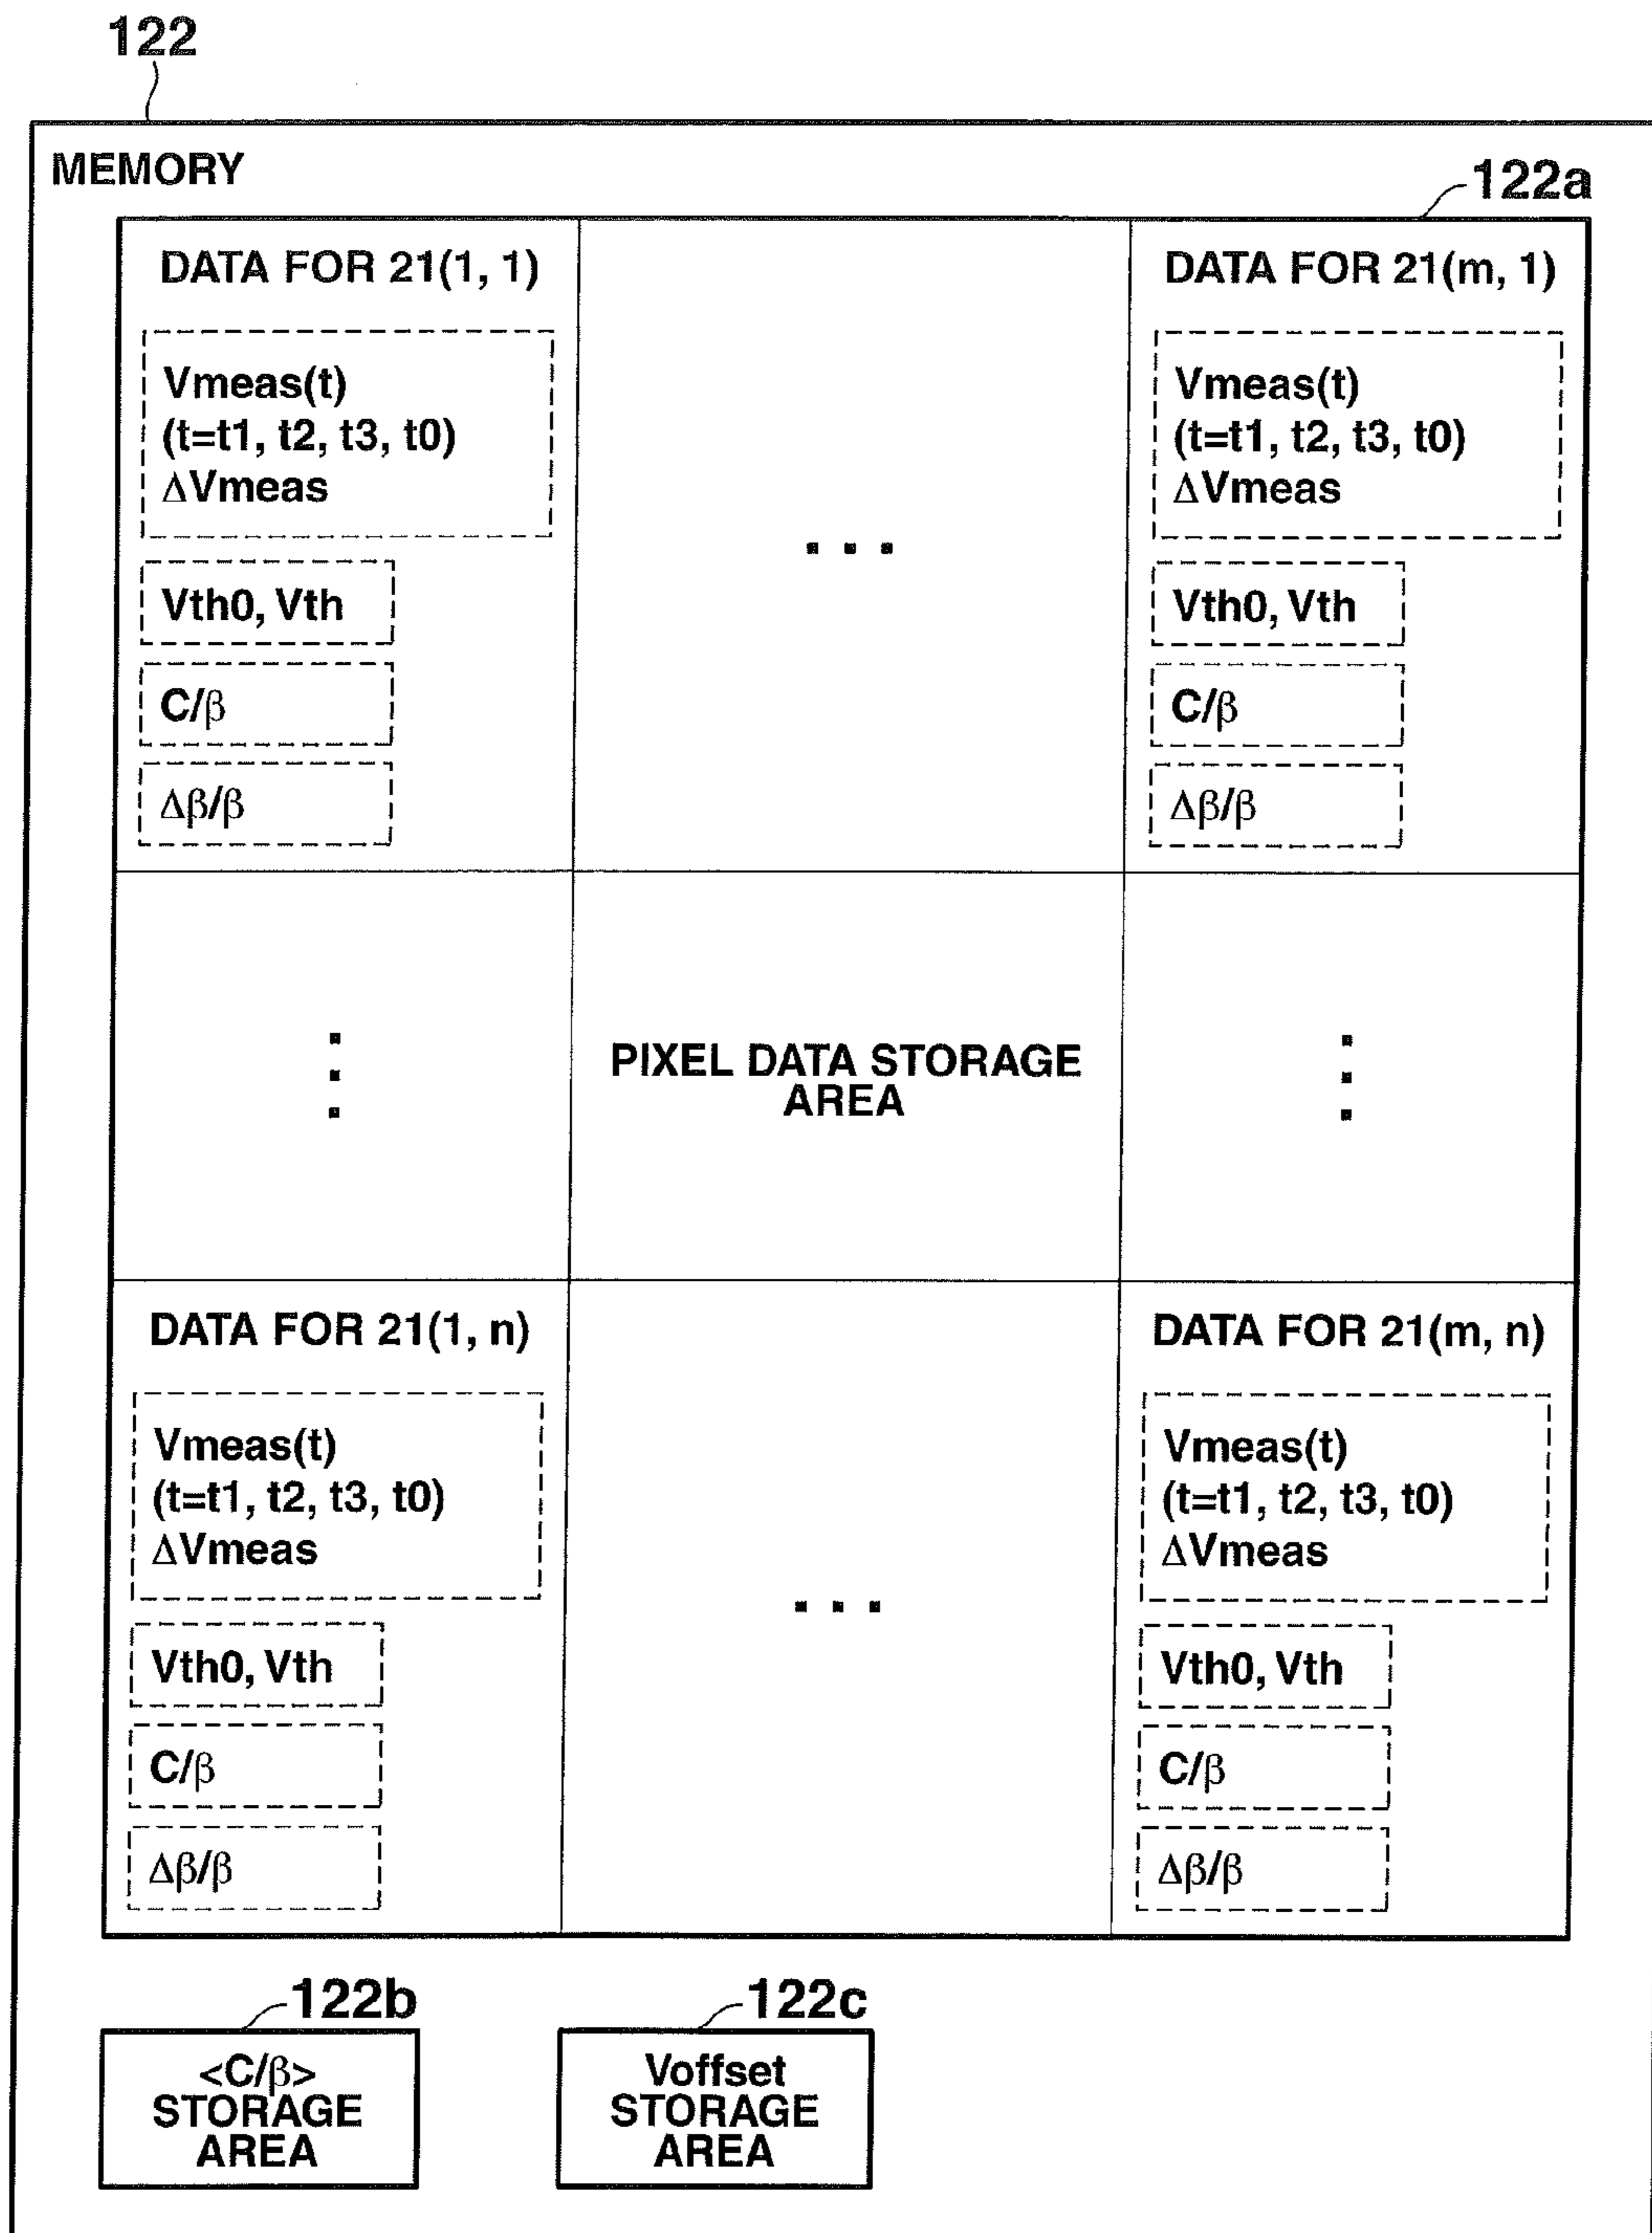 122
MEMORY
122a
DATA FOR 21(1, 1)
Vmeas(t)
(t=t1, t2, t3, t0)
ΔVmeas
Vth0, Vth
C/β
Δβ/β
. . .
DATA FOR 21(m, 1)
Vmeas(t)
(t=t1, t2, t3, t0)
ΔVmeas
Vth0, Vth
C/β
Δβ/β
PIXEL DATA STORAGE
AREA
DATA FOR 21(1, n)
Vmeas(t)
(t=t1, t2, t3, t0)
ΔVmeas
Vth0, Vth
C/β
Δβ/β
. . .
DATA FOR 21(m, n)
Vmeas(t)
(t=t1, t2, t3, t0)
ΔVmeas
Vth0, Vth
C/β
Δβ/β
122b
<C/β>
STORAGE
AREA
122c
Voffset
STORAGE
AREA